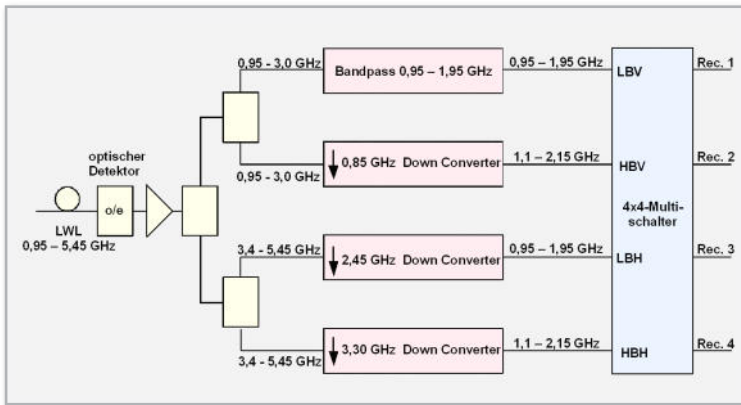 0,95 - 3,0 GHz
Bandpass 0,95 – 1,95 GHz
0,95 – 1,95 GHz
LBV
Rec. 1
optischer
Detektor
o/e
LWL
0,95 – 5,45 GHz
0,95 - 3,0 GHz
0,85 GHz Down Converter
1,1 – 2,15 GHz
HBV
Rec. 2
4x4-Multi-
schalter
3,4 - 5,45 GHz
2,45 GHz Down Converter
0,95 – 1,95 GHz
LBH
Rec. 3
3,4 - 5,45 GHz
3,30 GHz Down Converter
1,1 – 2,15 GHz
HBH
Rec. 4